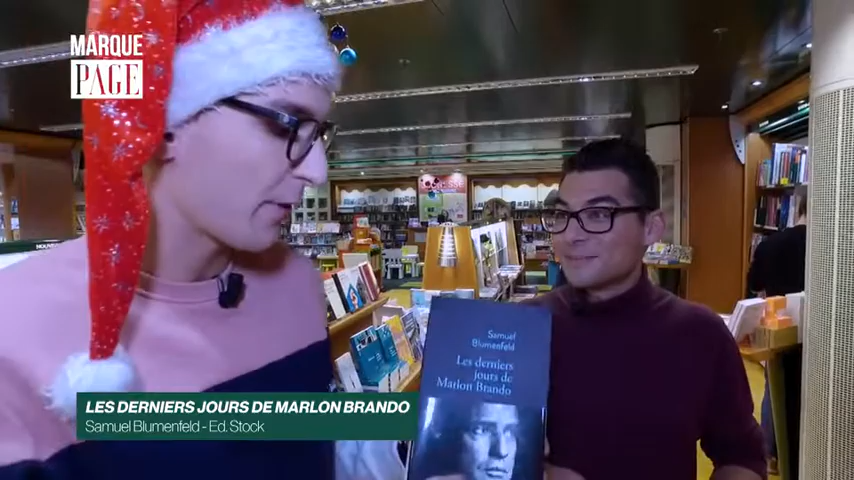 MARQUE
PAGE
Samuel
Blumenfeld
Les derniers
jours de
Marlon Brando
LES DERNIERS JOURS DE MARLON BRANDO
Samuel Blumenfeld - Ed. Stock